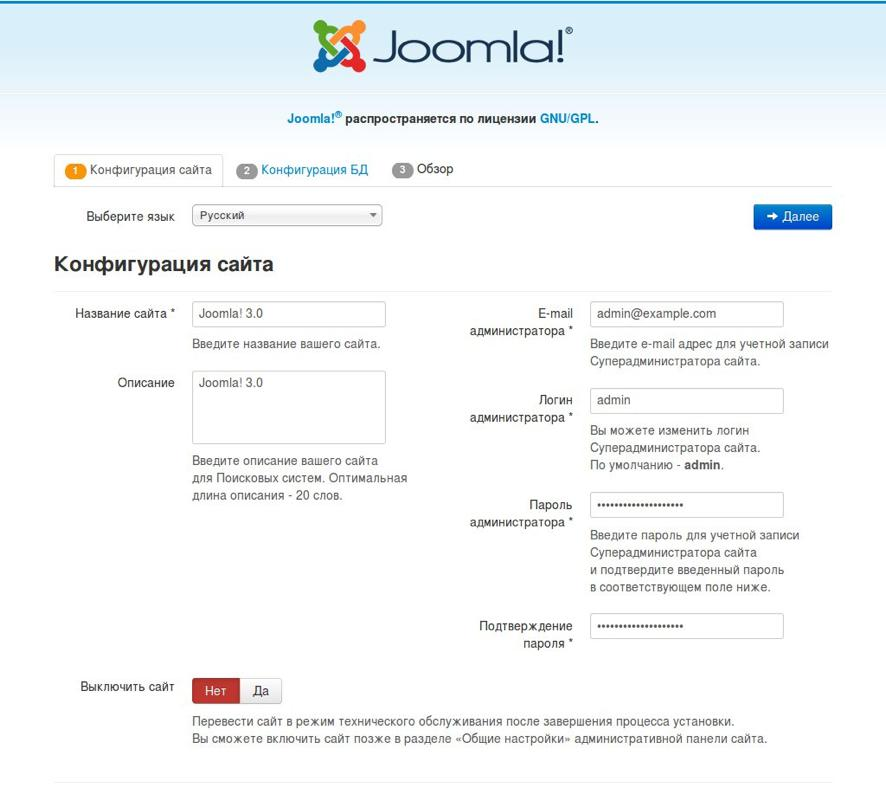 Joomla!®
Joomla!® распространяется по лицензии GNU/GPL.
1 Конфигурация сайта 2 Конфигурация БД 3 Обзор
Выберите язык Русский Далее
Конфигурация сайта
Название сайта * Joomla! 3.0
Введите название вашего сайта.
Описание Joomla! 3.0
Введите описание вашего сайта
для Поисковых систем. Оптимальная
длина описания - 20 слов.
E-mail
администратора *
admin@example.com
Введите e-mail адрес для учетной записи
Суперадминистратора сайта.
Логин
администратора *
admin
Вы можете изменить логин
Суперадминистратора сайта.
По умолчанию - admin.
Пароль
администратора *
••••••••••••••••••••
Введите пароль для учетной записи
Суперадминистратора сайта
и подтвердите введенный пароль
в соответствующем поле ниже.
Подтверждение
пароля *
••••••••••••••••••••
Выключить сайт Нет Да
Перевести сайт в режим технического обслуживания после завершения процесса установки.
Вы сможете включить сайт позже в разделе «Общие настройки» административной панели сайта.